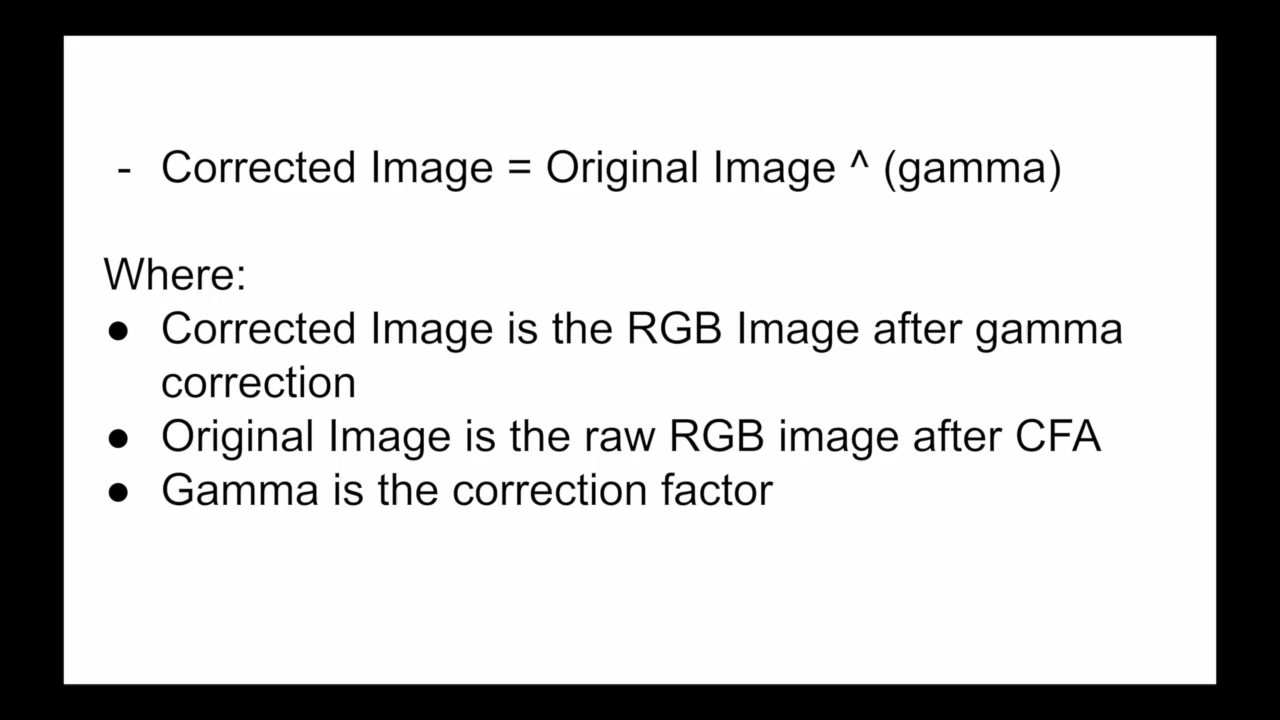 - Corrected Image = Original Image ^ (gamma)
Where:
● Corrected Image is the RGB Image after gamma
correction
● Original Image is the raw RGB image after CFA
● Gamma is the correction factor